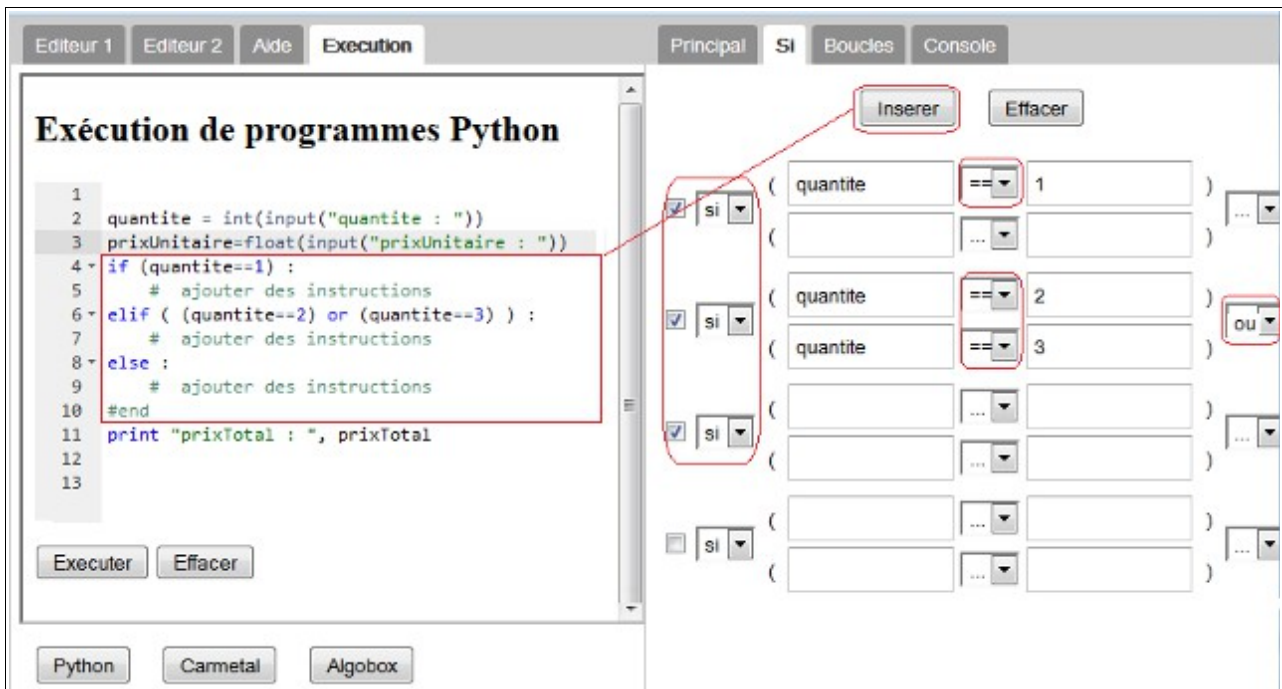 Editeur 1 Editeur 2 Aide Execution
Exécution de programmes Python
1
2 quantite = int(input("quantite : "))
3 prixUnitaire=float(input("prixUnitaire : "))
4 if (quantite==1) :
5 # ajouter des instructions
6 elif ( (quantite==2) or (quantite==3) ) :
7 # ajouter des instructions
8 else :
9 # ajouter des instructions
10 #end
11 print "prixTotal : ", prixTotal
12
13
Executer Effacer
Python Carmetal Algobox
Principal Si Boucles Console
Inserer Effacer
si ( quantite == 1 ) ...
( ... )
si ( quantite == 2 ) ou
( quantite == 3 )
si ( ... ) ...
( ... )
si ( ... ) ...
( ... )